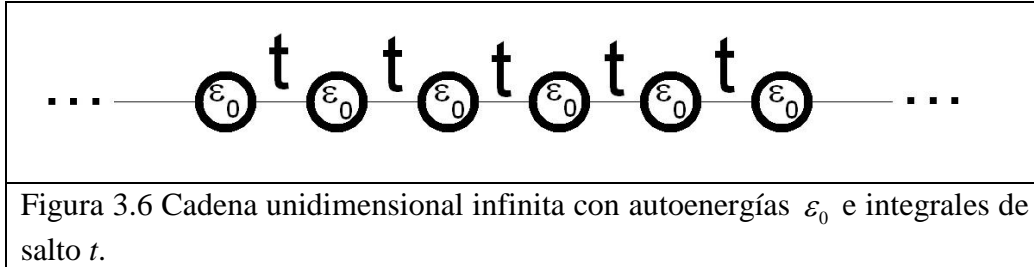 t t t t t
... ε₀ ε₀ ε₀ ε₀ ε₀ ε₀ ...
Figura 3.6 Cadena unidimensional infinita con autoenergías ε₀ e integrales de
salto t.